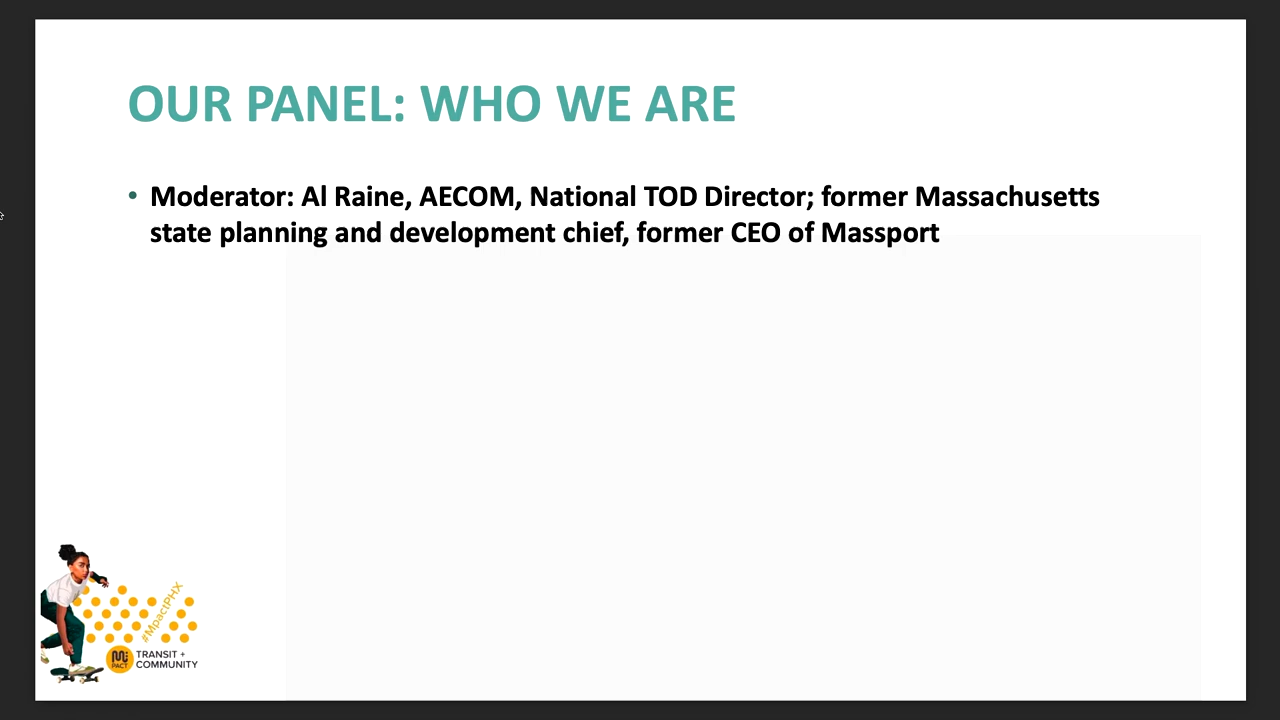 OUR PANEL: WHO WE ARE
• Moderator: Al Raine, AECOM, National TOD Director; former Massachusetts
state planning and development chief, former CEO of Massport
#MpactPHX
M:
PACT
TRANSIT +
COMMUNITY